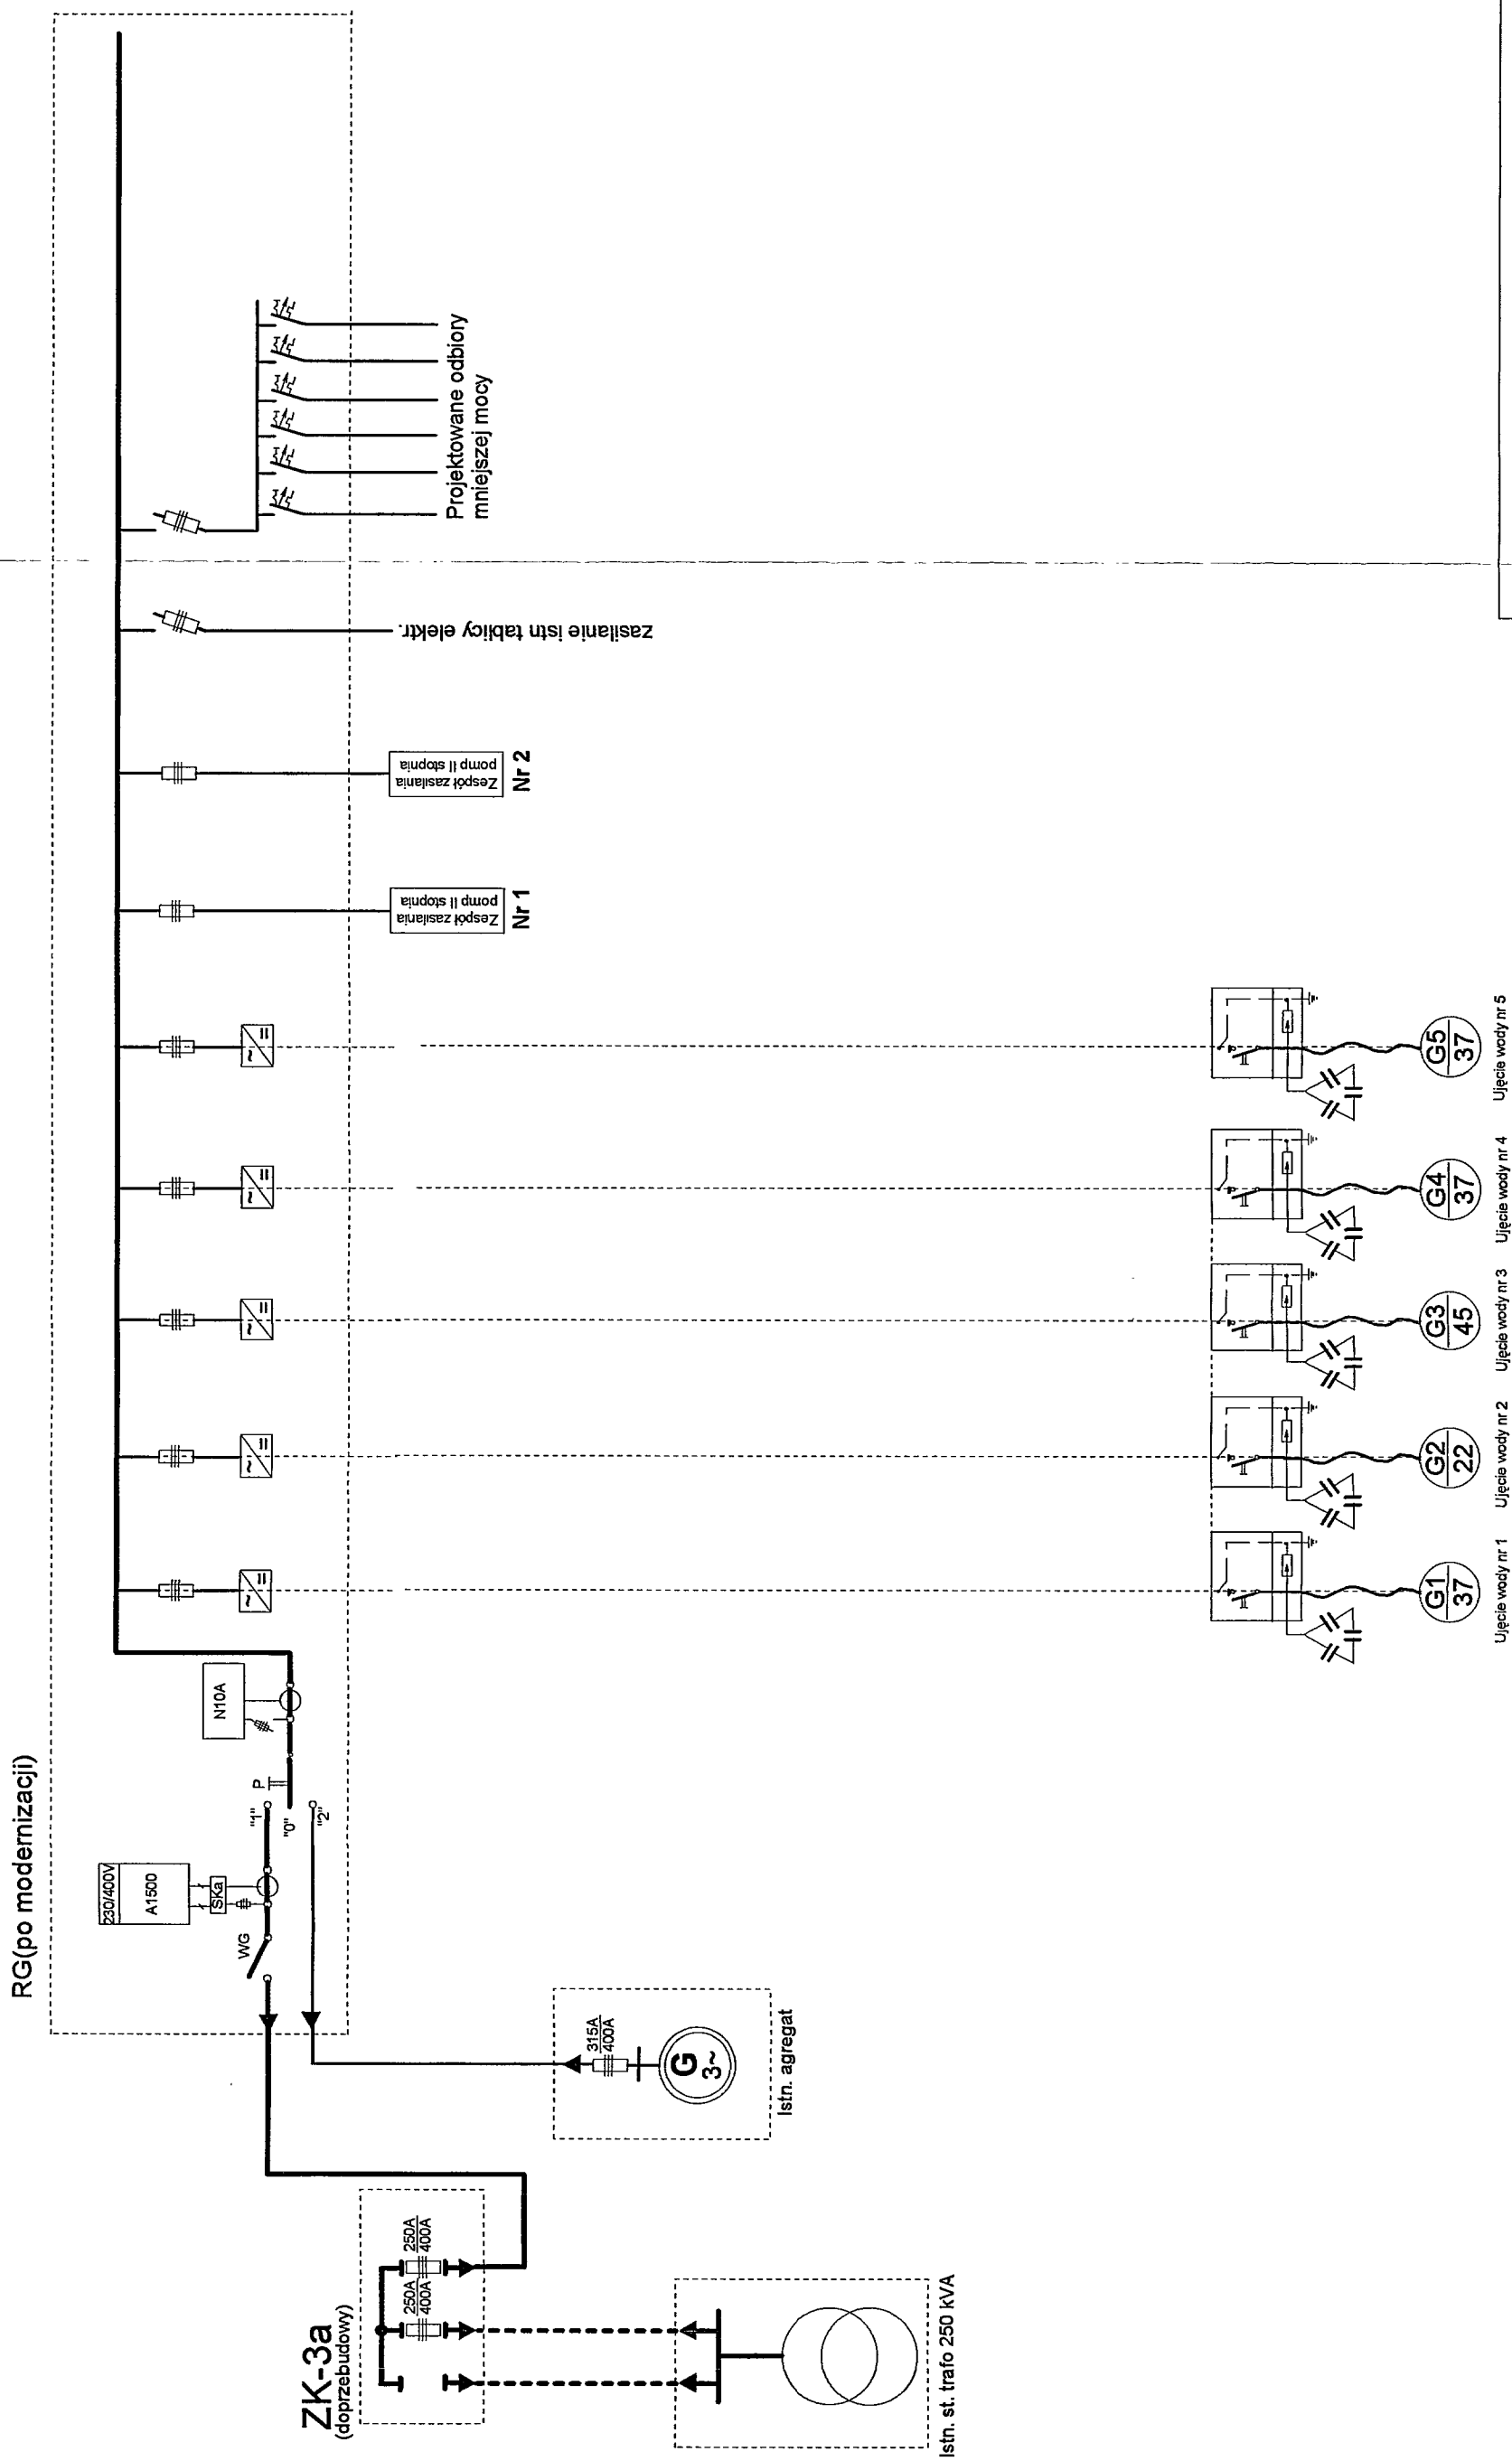 RG(po modernizacji)
230/400V
A1500
SKa
WG
"1"
"0"
"2"
P
N10A
ZK-3a
(doprzebudowy)
250A
400A
250A
400A
Istn. st. trafo 250 kVA
315A
400A
G
3~
Istn. agregat
~
=
~
=
~
=
~
=
~
=
G1
37
Ujęcie wody nr 1
G2
22
Ujęcie wody nr 2
G3
45
Ujęcie wody nr 3
G4
37
Ujęcie wody nr 4
G5
37
Ujęcie wody nr 5
Zespół zasilania
pomp II stopnia
Nr 1
Zespół zasilania
pomp II stopnia
Nr 2
zasilanie istn tablicy elektr.
Projektowane odbiory
mniejszej mocy